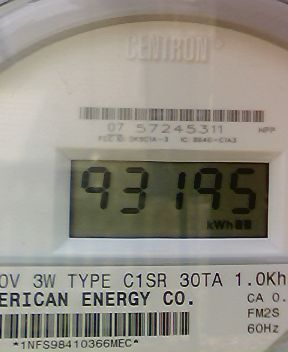 CENTRON
07 57245311 HPP
93195
kWh
0V 3W TYPE C1SR 30TA 1.0Kh
ERICAN ENERGY CO. CA 0.
FM2S
60Hz
*1NFS98410366MEC*